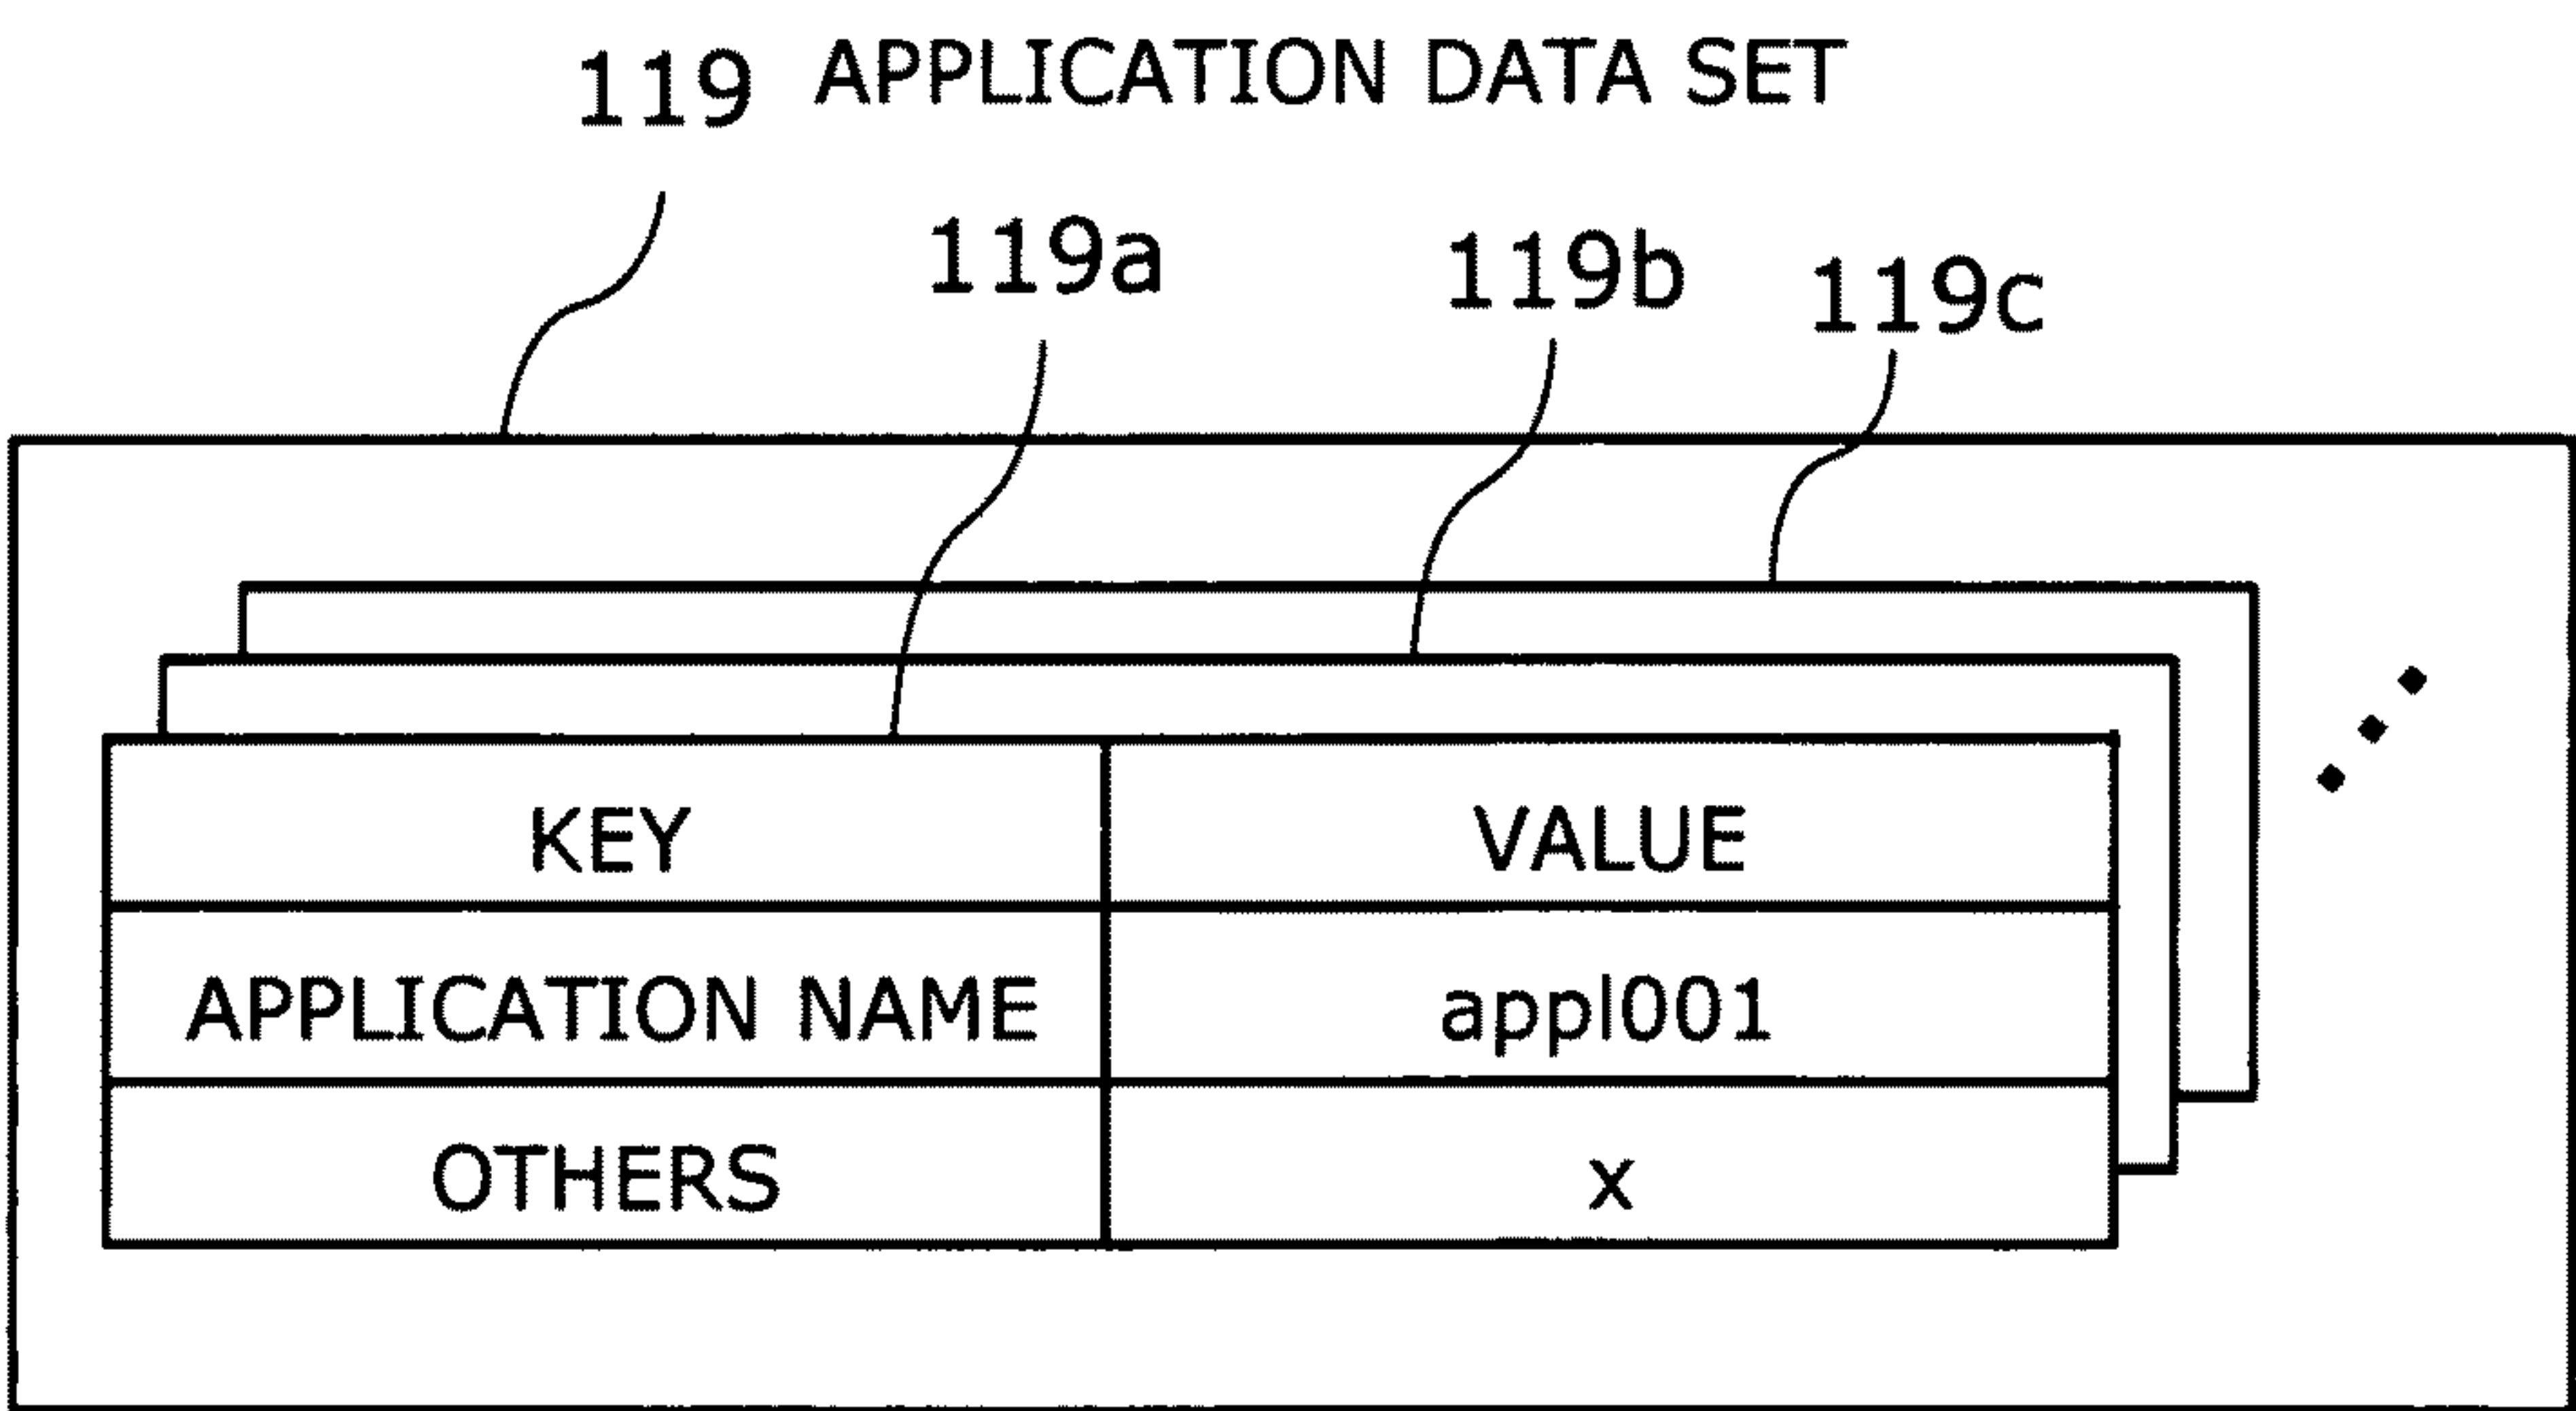 119 APPLICATION DATA SET
119a 119b 119c
KEY VALUE
APPLICATION NAME appl001
OTHERS x